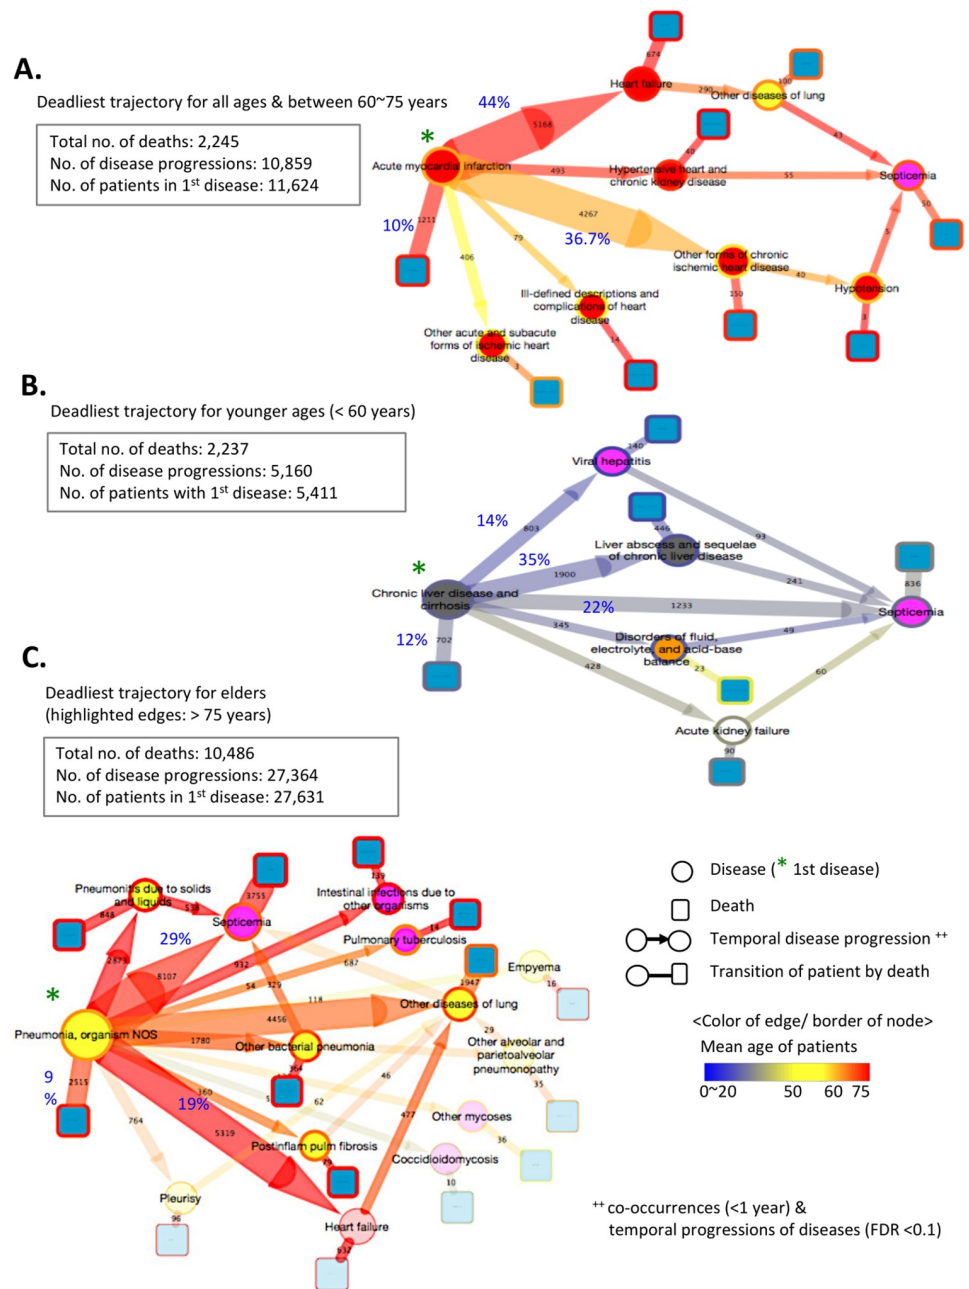 A.
Deadliest trajectory for all ages & between 60~75 years
Total no. of deaths: 2,245
No. of disease progressions: 10,859
No. of patients in 1st disease: 11,624
44%
*
674
Heart failure
290
100
Other diseases of lung
5168
40
43
Acute myocardial infarction
493
Hypertensive heart and
chronic kidney disease
55
Septicemia
50
1211
10%
4267
36.7%
79
406
5
Other forms of chronic
ischemic heart disease
40
Hypotension
150
3
Ill-defined descriptions and
complications of heart
disease
14
Other acute and subacute
forms of ischemic heart
disease
3
B.
Deadliest trajectory for younger ages (< 60 years)
Total no. of deaths: 2,237
No. of disease progressions: 5,160
No. of patients with 1st disease: 5,411
140
Viral hepatitis
14%
803
93
446
Liver abscess and sequelae
of chronic liver disease
35%
1900
241
836
*
Chronic liver disease and
cirrhosis
22%
1233
Septicemia
12%
702
345
49
Disorders of fluid,
electrolyte, and acid-base
balance
23
428
60
Acute kidney failure
90
C.
Deadliest trajectory for elders
(highlighted edges: > 75 years)
Total no. of deaths: 10,486
No. of disease progressions: 27,364
No. of patients in 1st disease: 27,631
Pneumonitis due to solids
and liquids
848
3755
Septicemia
139
Intestinal infections due to
other organisms
14
Pulmonary tuberculosis
29%
2873
8107
932
687
54
329
118
1947
Empyema
16
*
Pneumonia, organism NOS
4456
Other diseases of lung
1780
Other bacterial pneumonia
364
29
Other alveolar and
parietoalveolar
pneumonopathy
35
9
%
2515
19%
360
62
46
477
Other mycoses
36
764
5319
Postinflam pulm fibrosis
79
Coccidioidomycosis
10
Pleurisy
96
Heart failure
632
Disease (* 1st disease)
Death
Temporal disease progression ++
Transition of patient by death
<Color of edge/ border of node>
Mean age of patients
0~20 50 60 75
++ co-occurrences (<1 year) &
temporal progressions of diseases (FDR <0.1)